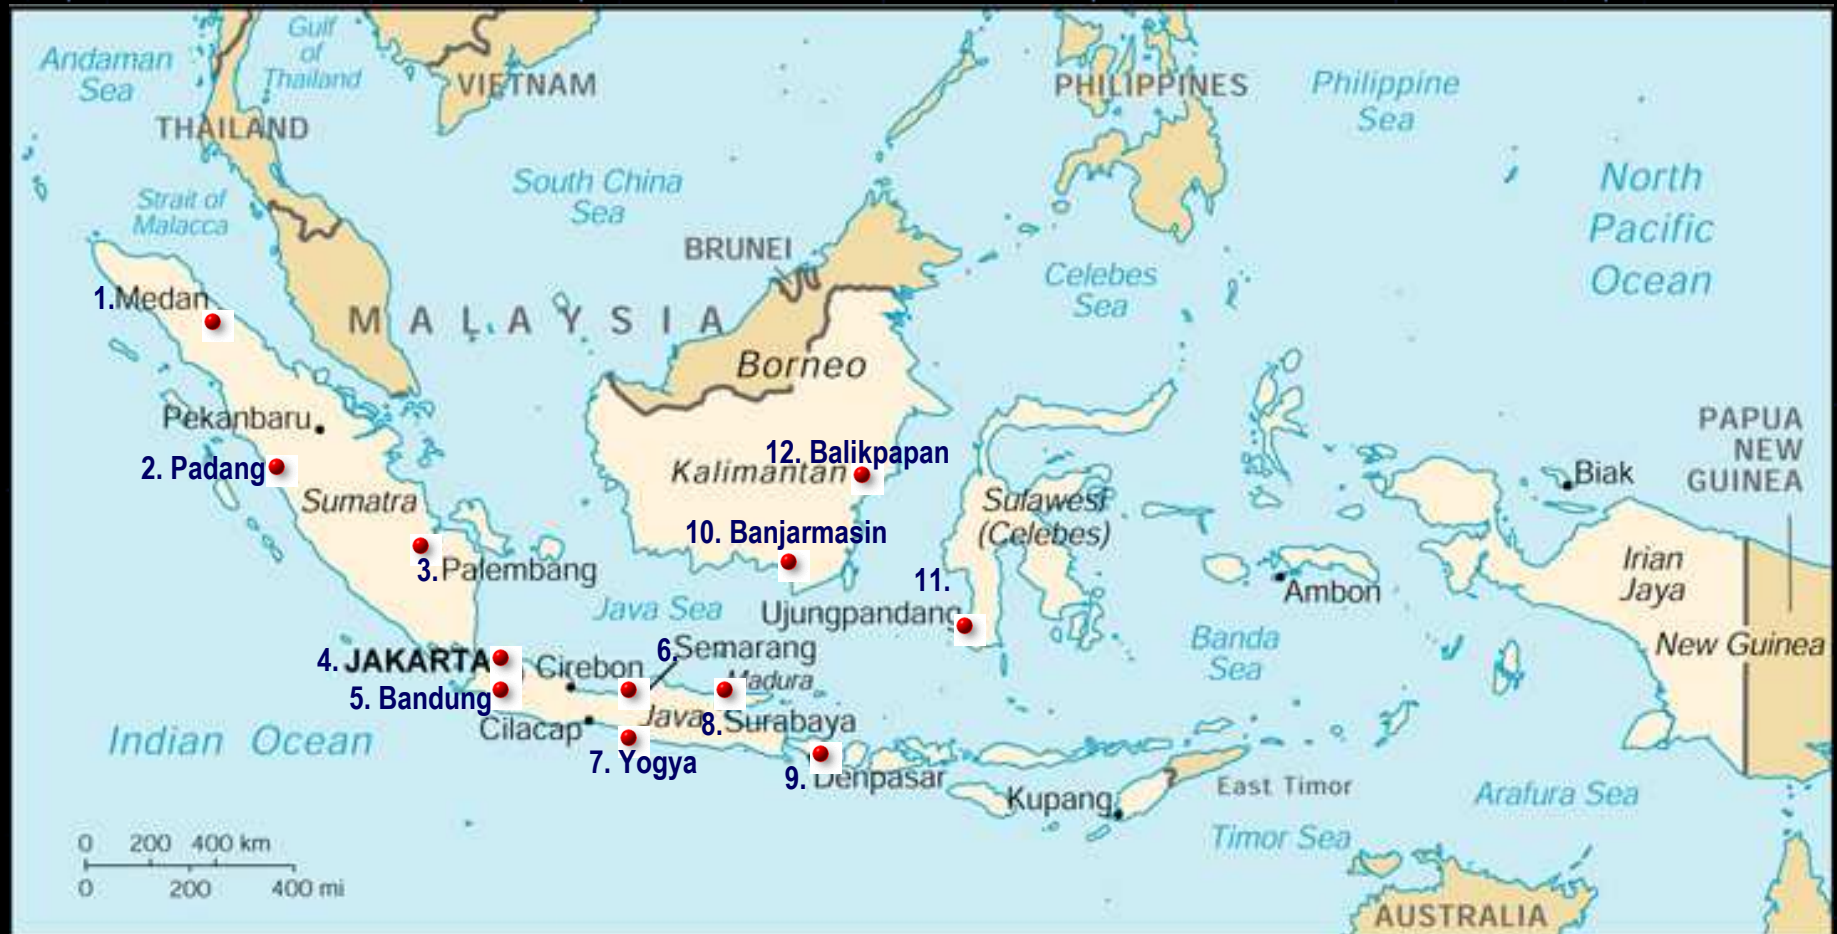 Andaman
Sea
Gulf
of
Thailand
VIETNAM
THAILAND
PHILIPPINES
Philippine
Sea
Strait of
Malacca
South China
Sea
North
Pacific
Ocean
BRUNEI
Celebes
Sea
1.Medan
MALAYSIA
Borneo
Pekanbaru
2. Padang
Sumatra
12. Balikpapan
Kalimantan
Sulawesi
(Celebes)
Biak
PAPUA
NEW
GUINEA
10. Banjarmasin
3.Palembang
11.
Ujungpandang
Java Sea
Ambon
Irian
Jaya
Banda
Sea
New Guinea
4. JAKARTA
Cirebon
6.Semarang
Madura
5. Bandung
Cilacap
Java
8.Surabaya
7. Yogya
9. Denpasar
Indian Ocean
Kupang
East Timor
?
Arafura Sea
Timor Sea
0 200 400 km
0 200 400 mi
AUSTRALIA